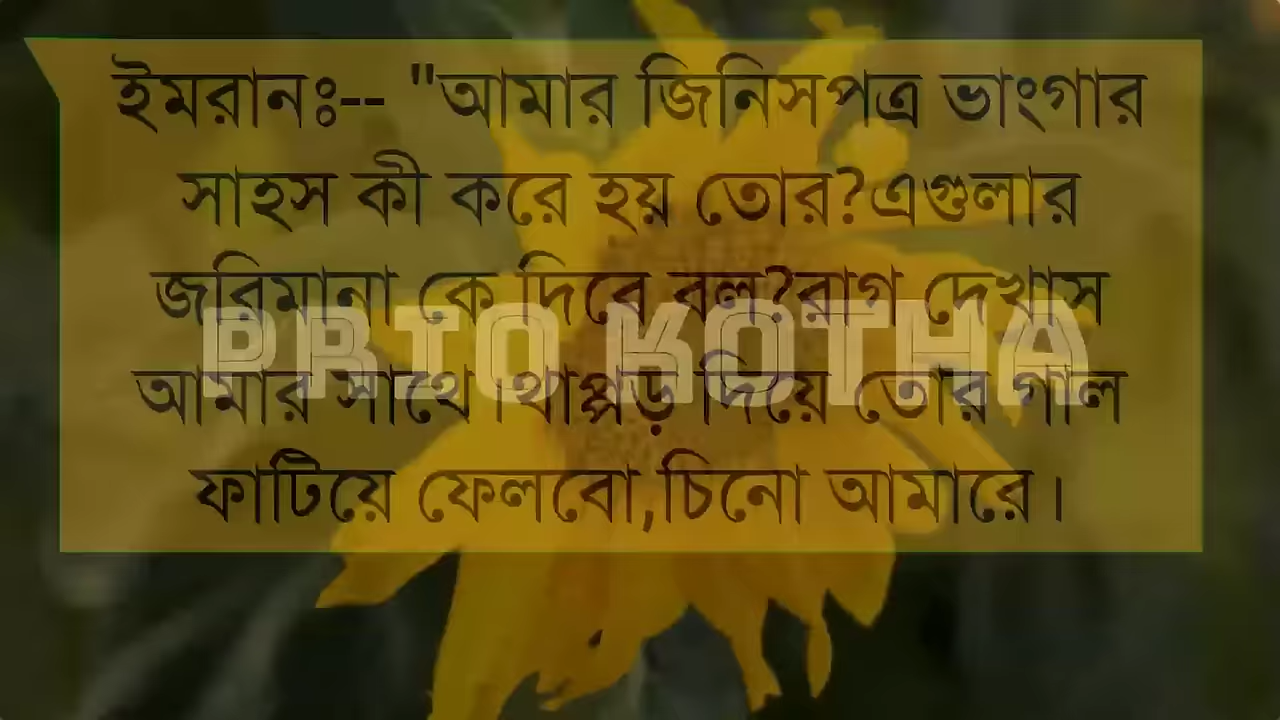 ইমরানঃ-- "আমার জিনিসপত্র ভাংগার
সাহস কী করে হয় তোর?এগুলার
জরিমানা কে দিবে বল?রাগ দেখাস
PRIO KOTHA
আমার সাথে থাপ্পড় দিয়ে তোর গাল
ফাটিয়ে ফেলবো,চিনো আমারে।